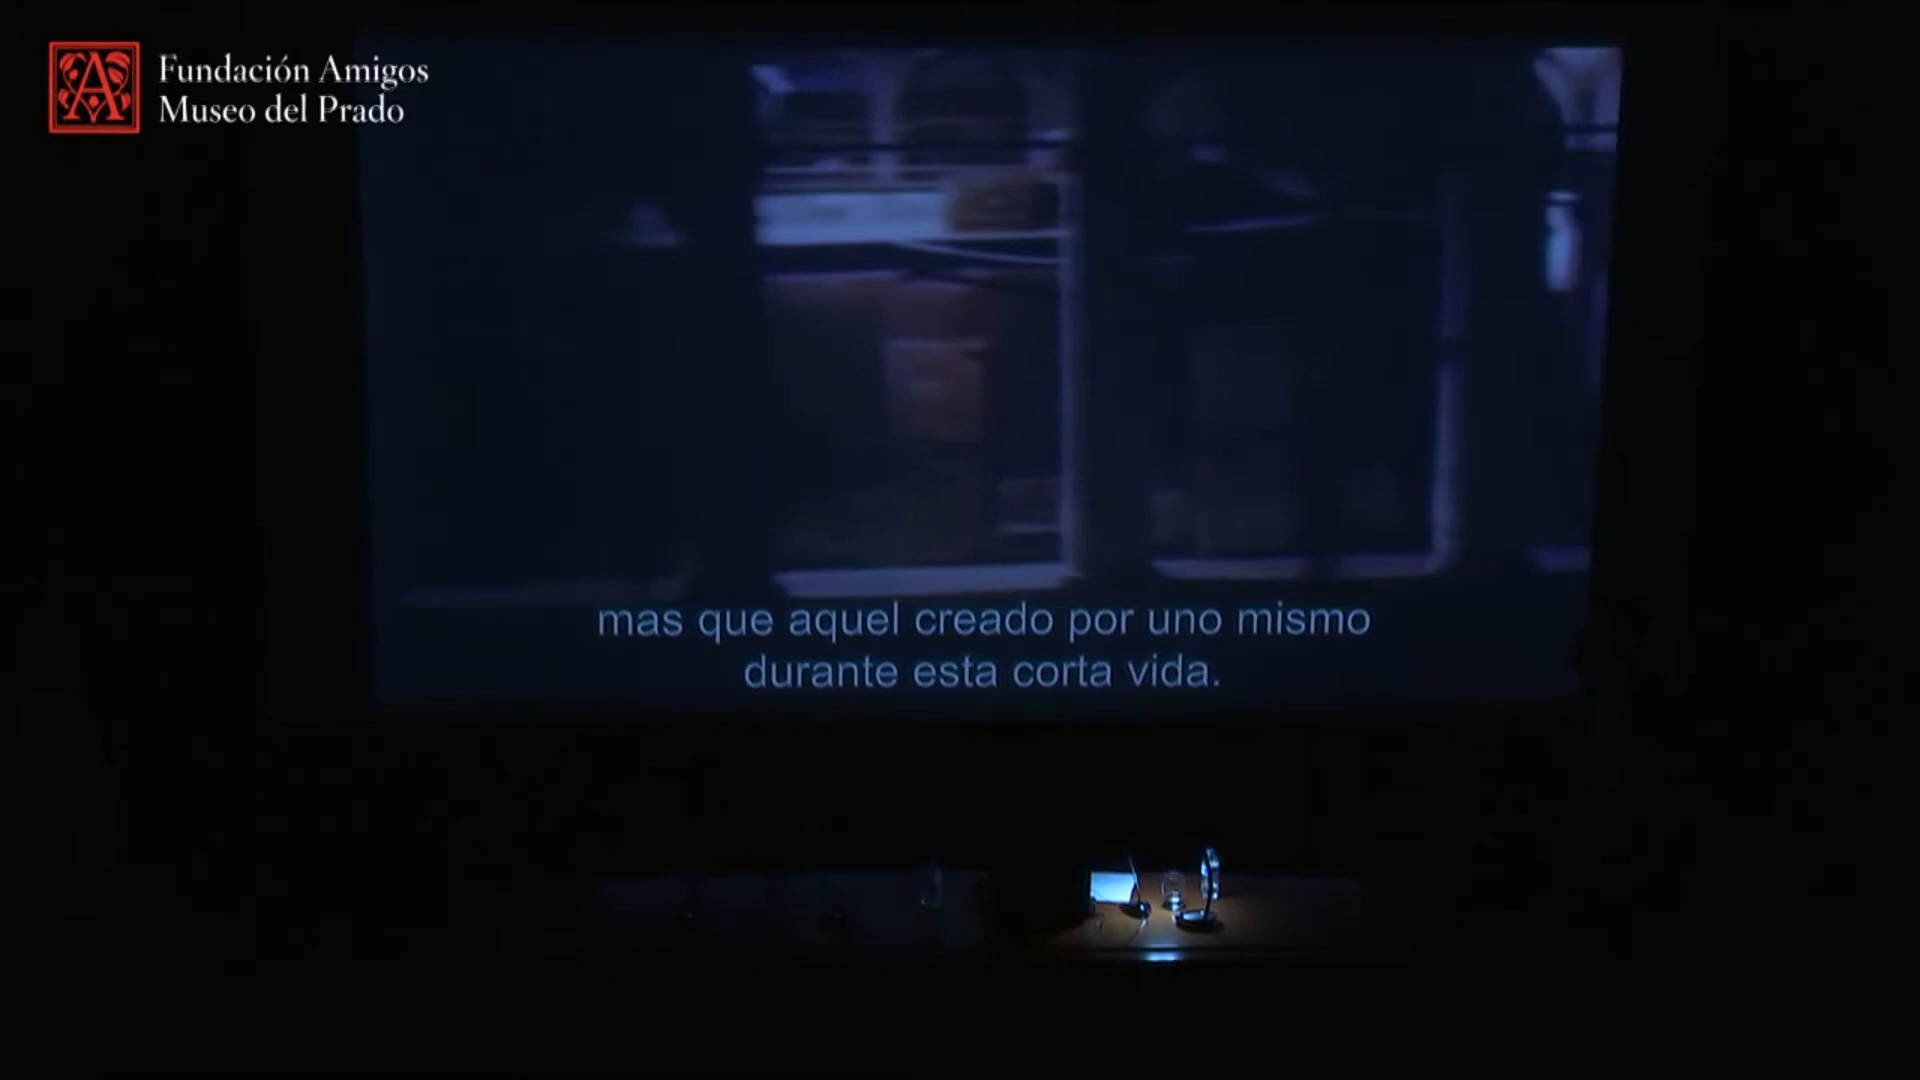 Fundación Amigos
Museo del Prado
mas que aquel creado por uno mismo
durante esta corta vida.